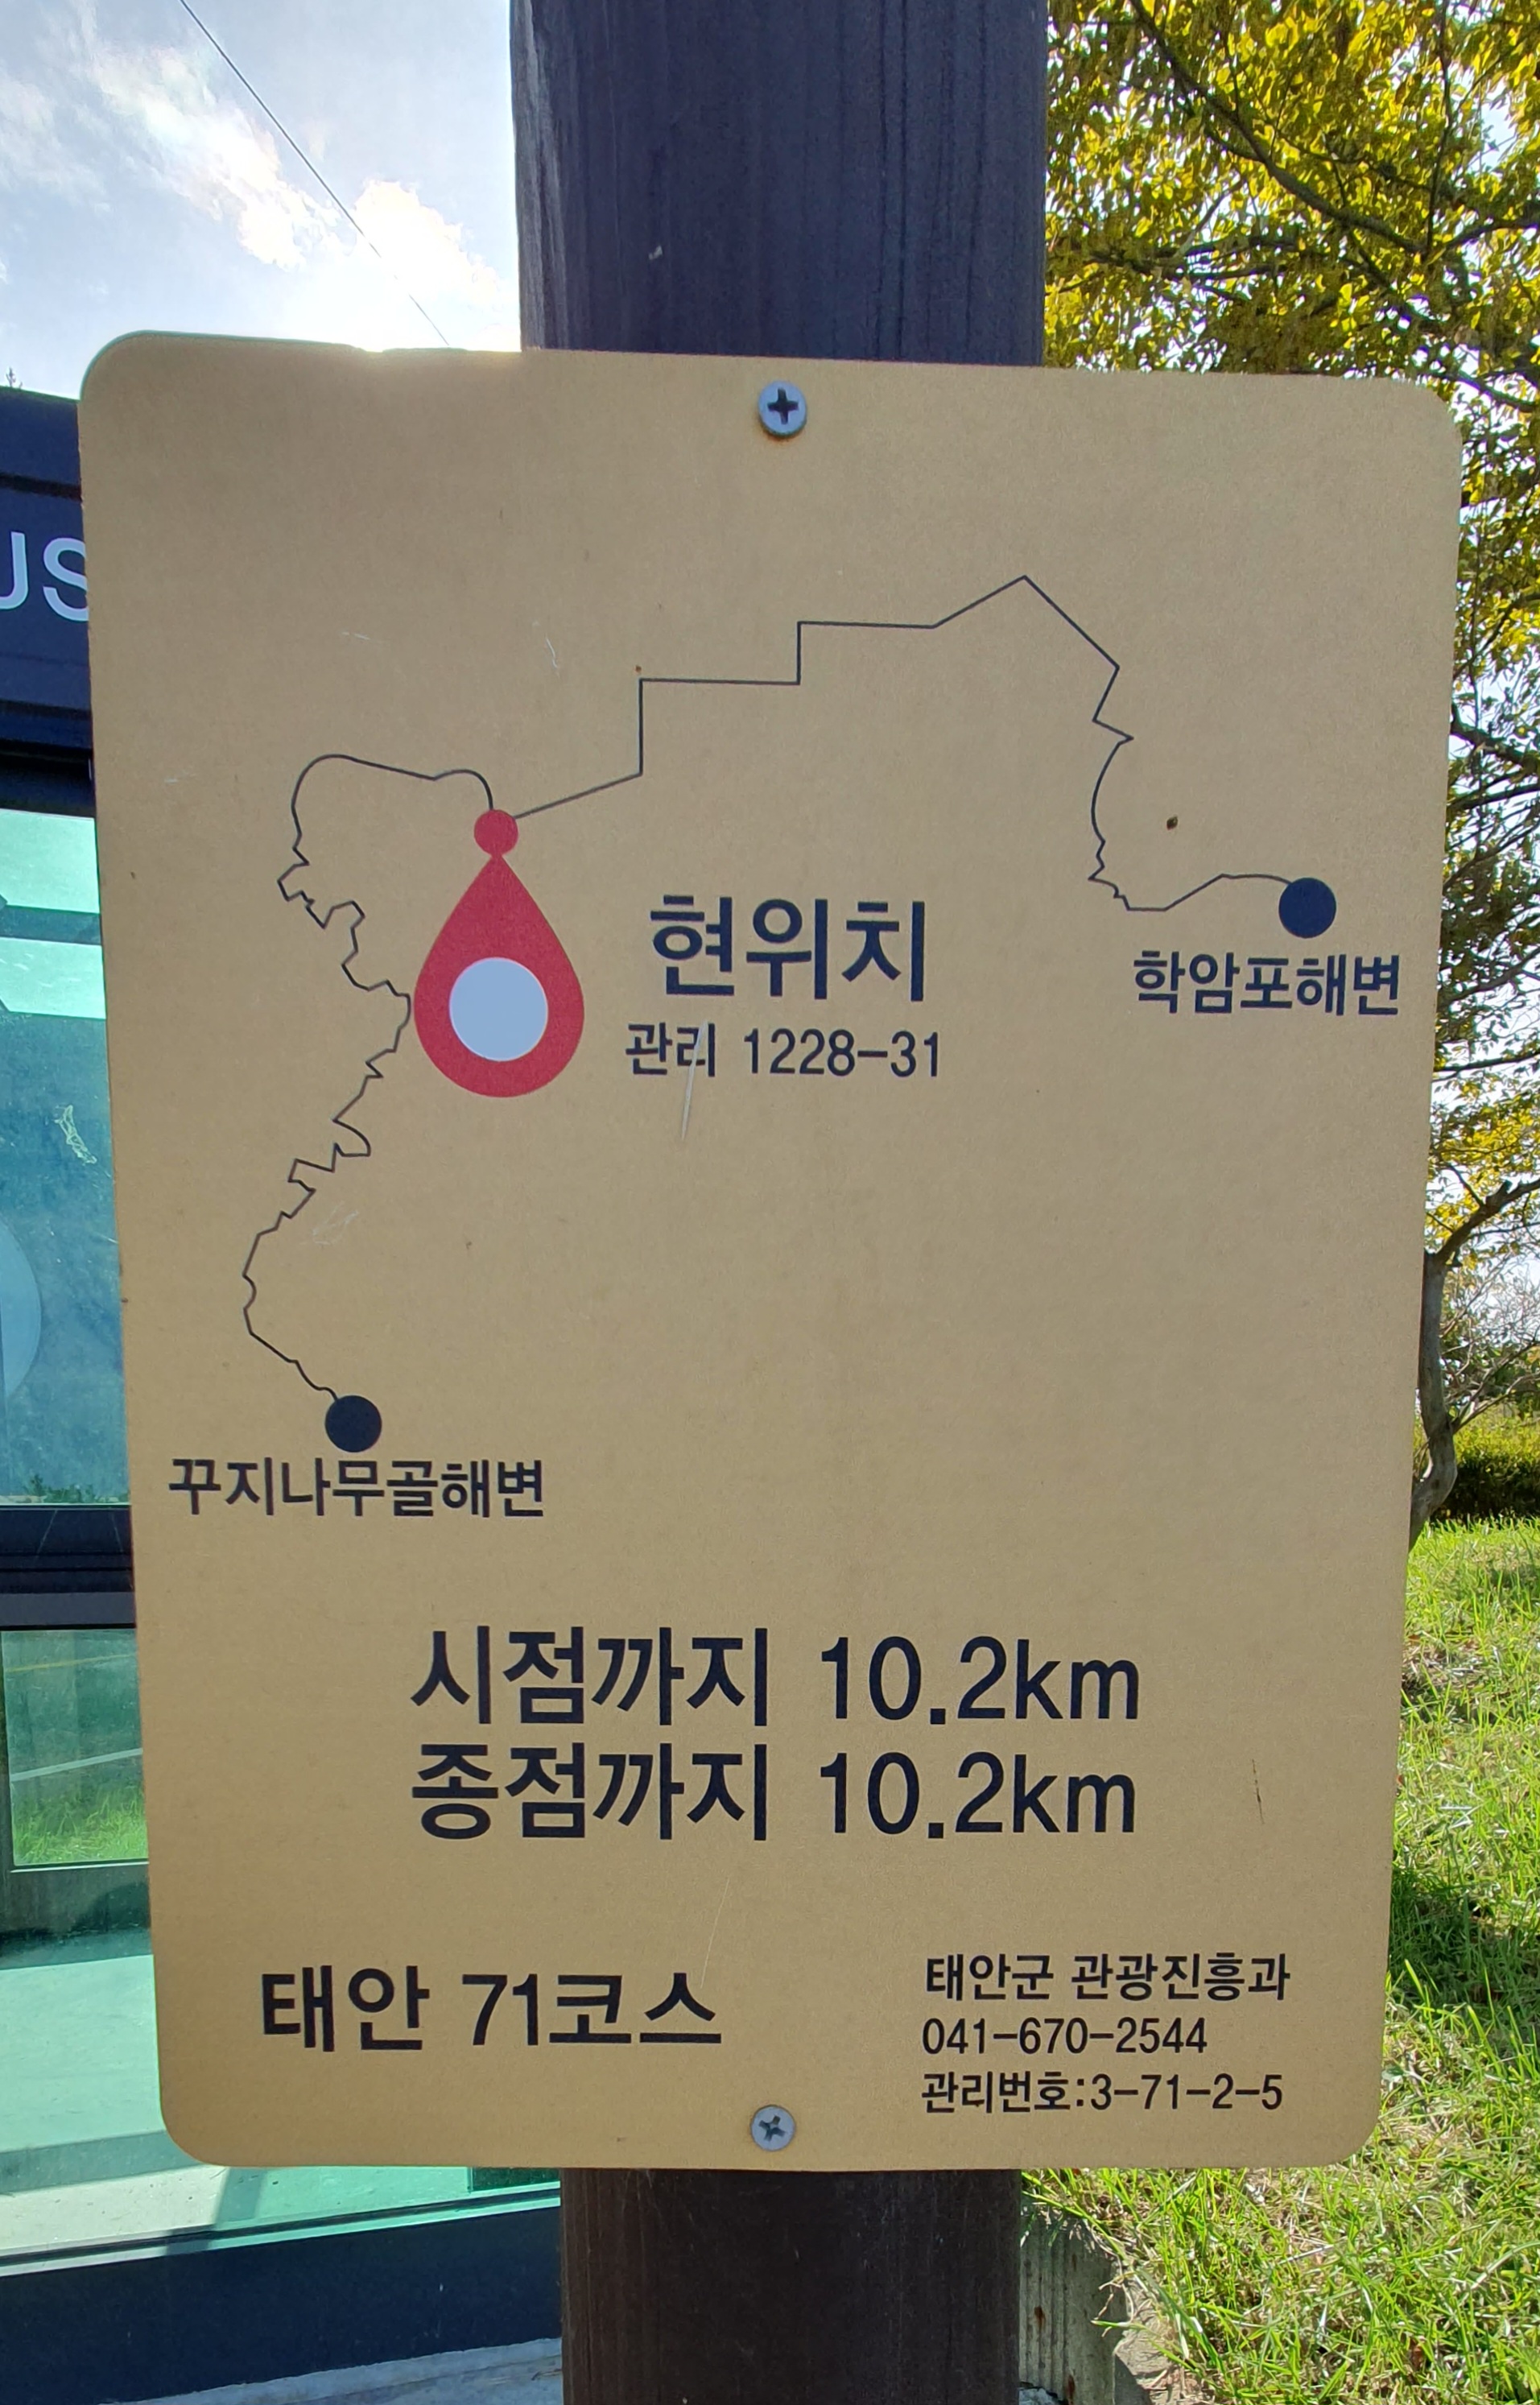 US
현위치
관리 1228-31
학암포해변
꾸지나무골해변
시점까지 10.2km
종점까지 10.2km
태안 71코스
태안군 관광진흥과
041-670-2544
관리번호:3-71-2-5